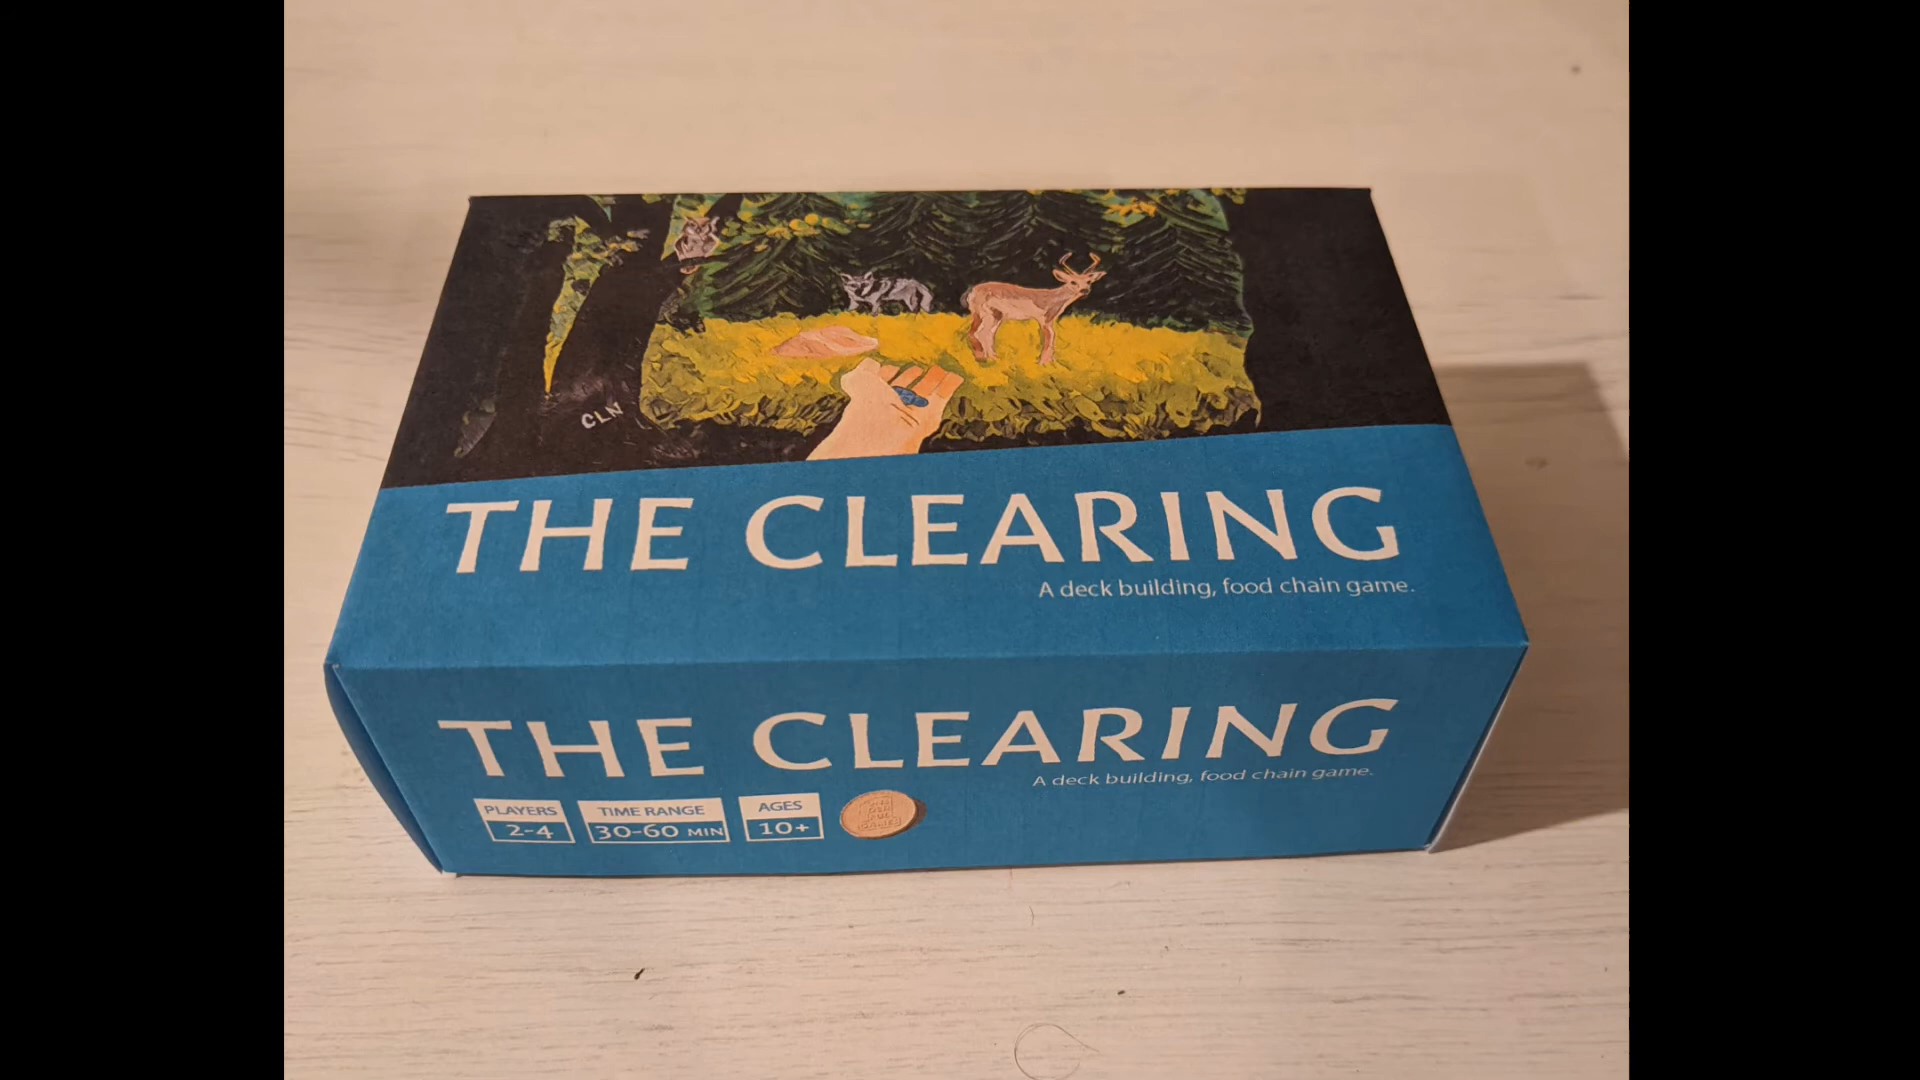 CLN
THE CLEARING
A deck building, food chain game.
THE CLEARING
A deck building, food chain game.
PLAYERS
2-4
TIME RANGE
30-60 MIN
AGES
10+